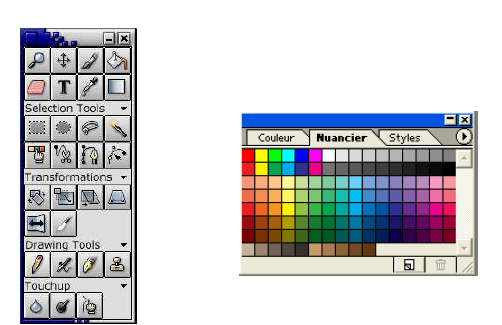 Selection Tools
Transformations
Drawing Tools
Touchup
Couleur Nuancier Styles